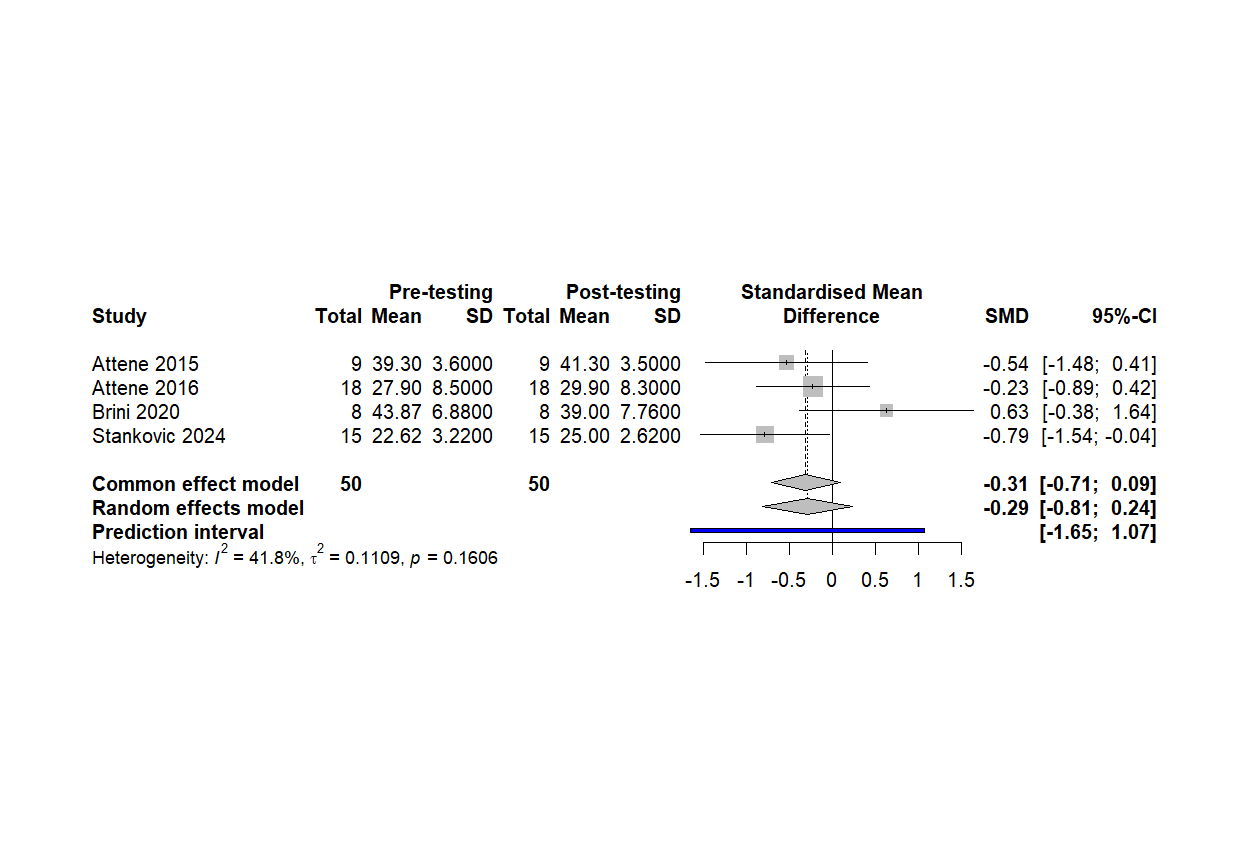 Pre-testing Post-testing Standardised Mean
Study Total Mean SD Total Mean SD Difference SMD 95%-CI
Attene 2015 9 39.30 3.6000 9 41.30 3.5000 -0.54 [-1.48; 0.41]
Attene 2016 18 27.90 8.5000 18 29.90 8.3000 -0.23 [-0.89; 0.42]
Brini 2020 8 43.87 6.8800 8 39.00 7.7600 0.63 [-0.38; 1.64]
Stankovic 2024 15 22.62 3.2200 15 25.00 2.6200 -0.79 [-1.54; -0.04]
Common effect model 50 50 -0.31 [-0.71; 0.09]
Random effects model -0.29 [-0.81; 0.24]
Prediction interval [-1.65; 1.07]
Heterogeneity: I² = 41.8%, τ² = 0.1109, p = 0.1606
-1.5 -1 -0.5 0 0.5 1 1.5